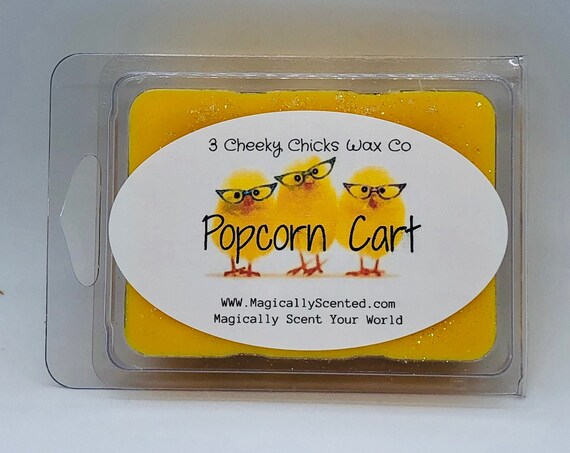 3 Cheeky Chicks Wax Co
Popcorn Cart
WWW.MagicallyScented.com
Magically Scent Your World